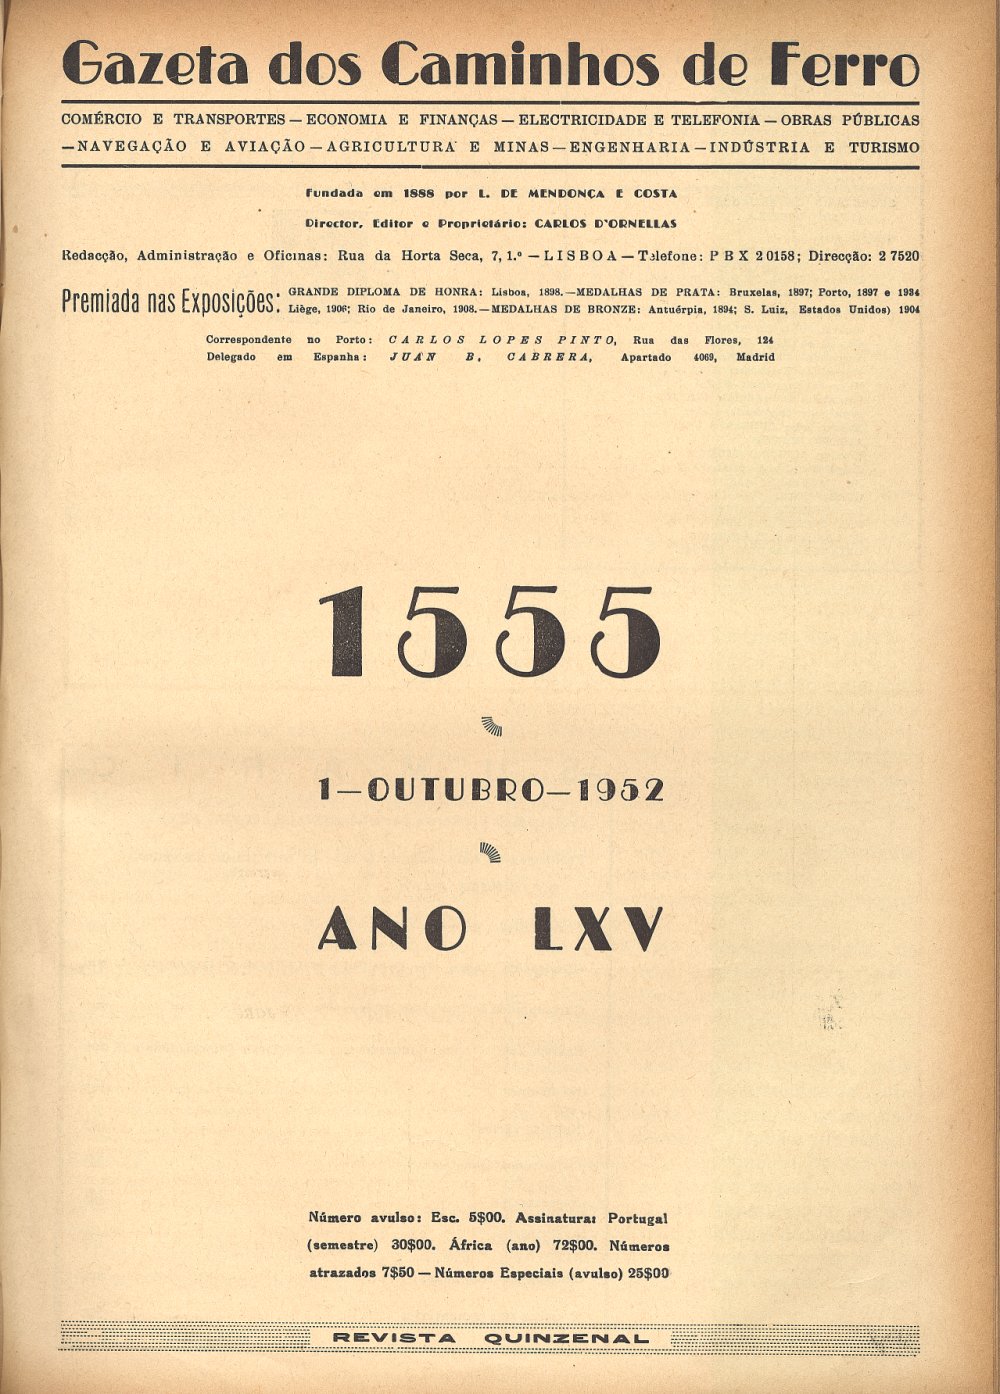 Gazeta dos Caminhos de Ferro
COMÉRCIO E TRANSPORTES — ECONOMIA E FINANÇAS — ELECTRICIDADE E TELEFONIA — OBRAS PÚBLICAS
—NAVEGAÇÃO E AVIAÇÃO—AGRICULTURA E MINAS—ENGENHARIA—INDÚSTRIA E TURISMO
Fundada em 1888 por L. DE MENDONÇA E COSTA
Director, Editor e Proprietário: CARLOS D'ORNELLAS
Redacção, Administração e Oficinas: Rua da Horta Seca, 7, 1.º — LISBOA — Telefone: PBX 20158; Direcção: 27520
Premiada nas Exposições:
GRANDE DIPLOMA DE HONRA: Lisboa, 1898.—MEDALHAS DE PRATA: Bruxelas, 1897; Porto, 1897 e 1934
Liège, 1906; Rio de Janeiro, 1908.—MEDALHAS DE BRONZE: Antuérpia, 1894; S. Luiz, Estados Unidos) 1904
Correspondente no Porto: CARLOS LOPES PINTO, Rua das Flores, 124
Delegado em Espanha: JUAN B. CABRERA, Apartado 4069, Madrid
1555
1—OUTUBRO—1952
ANO LXV
Número avulso: Esc. 5$00. Assinatura: Portugal
(semestre) 30$00. África (ano) 72$00. Números
atrazados 7$50 — Números Especiais (avulso) 25$00
REVISTA QUINZENAL